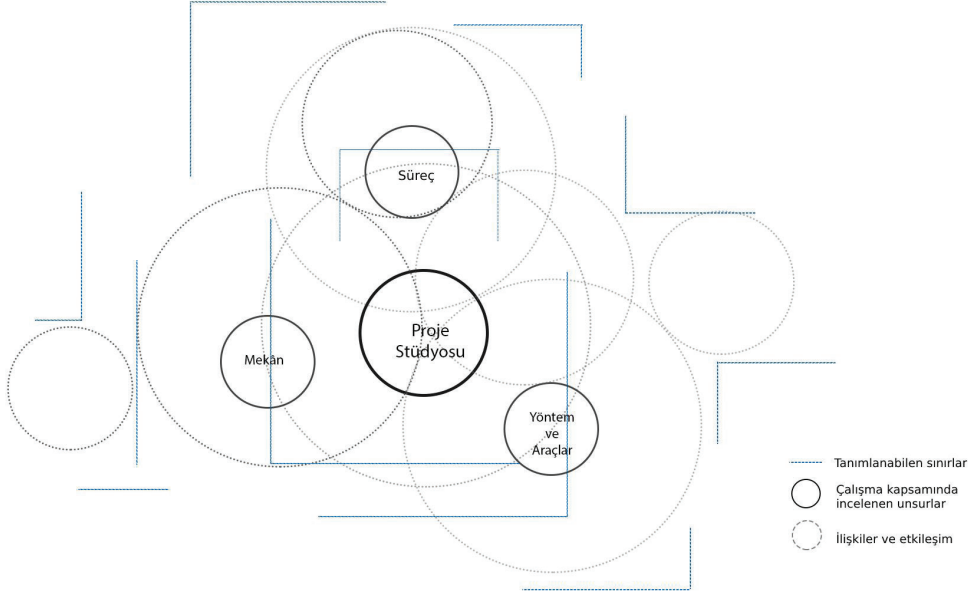 Süreç
Proje
Stüdyosu
Mekân
Yöntem
ve
Araçlar
Tanımlanabilen sınırlar
Çalışma kapsamında
incelenen unsurlar
İlişkiler ve etkileşim